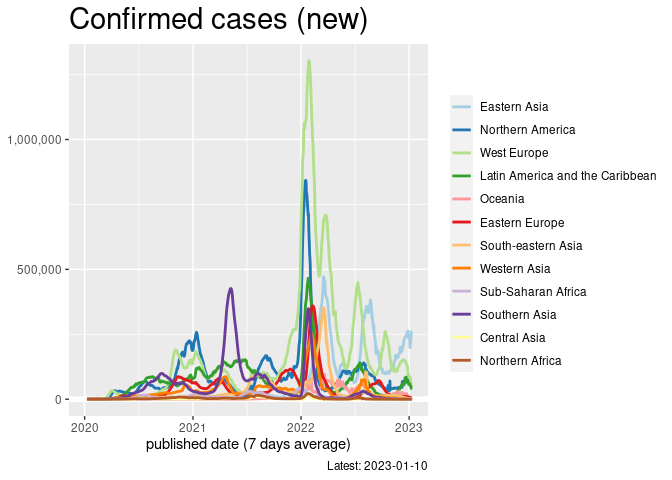 Confirmed cases (new)
1,000,000
500,000
0
2020
2021
2022
2023
published date (7 days average)
Latest: 2023-01-10
Eastern Asia
Northern America
West Europe
Latin America and the Caribbean
Oceania
Eastern Europe
South-eastern Asia
Western Asia
Sub-Saharan Africa
Southern Asia
Central Asia
Northern Africa